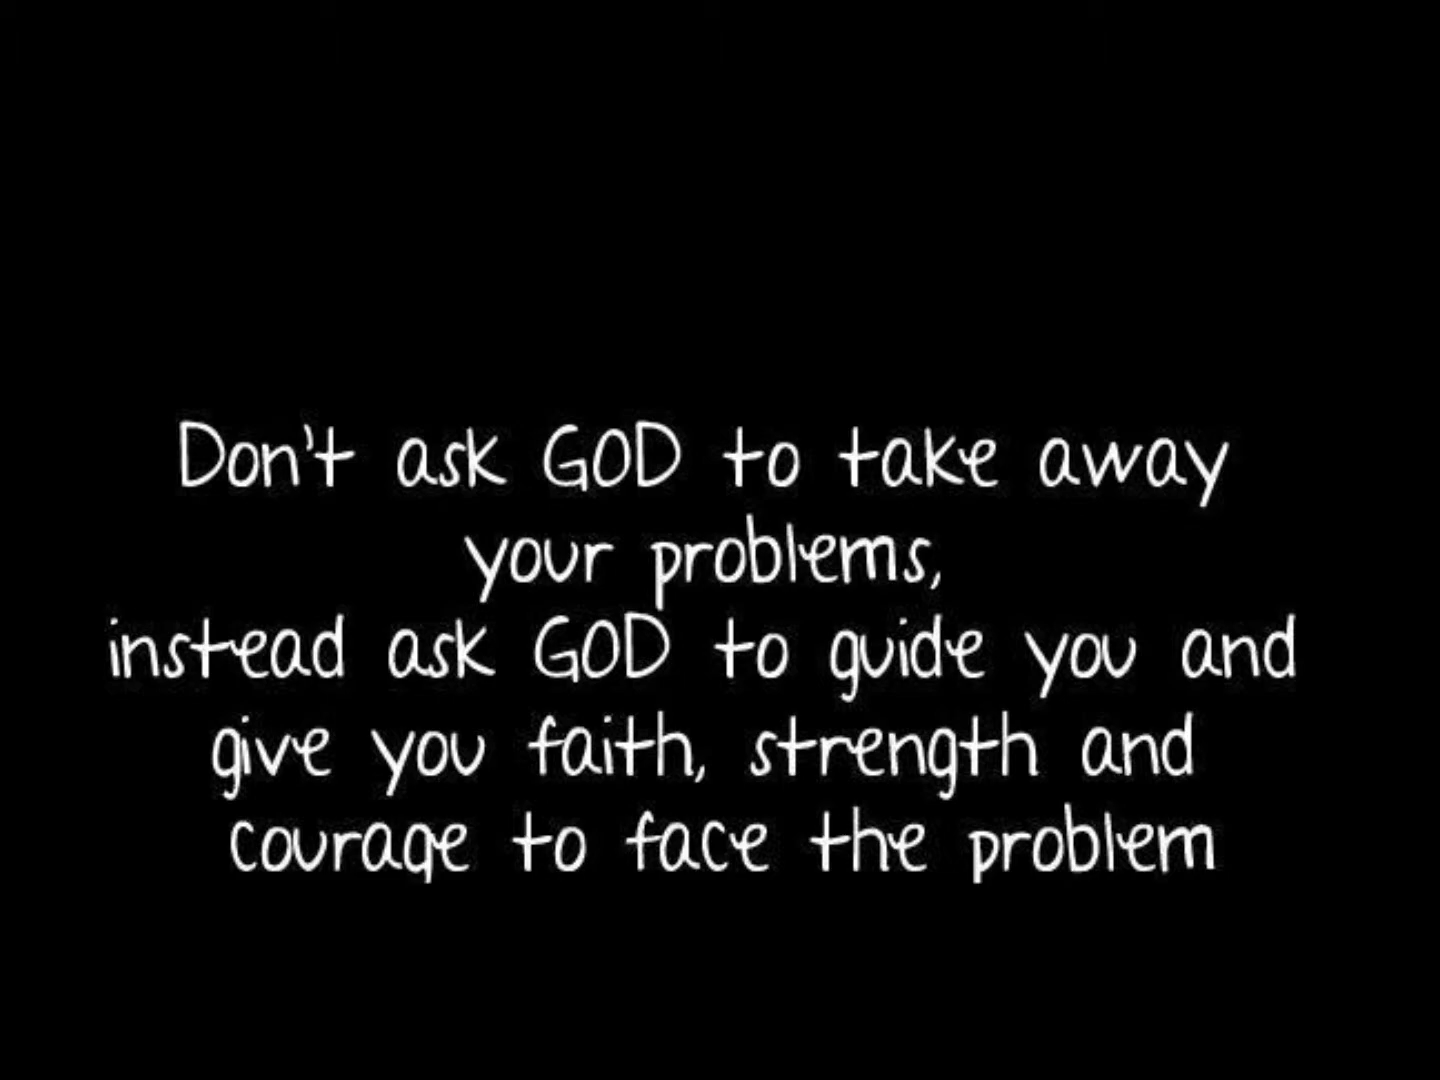 Don't ask GOD to take away
your problems,
instead ask GOD to guide you and
give you faith, strength and
courage to face the problem